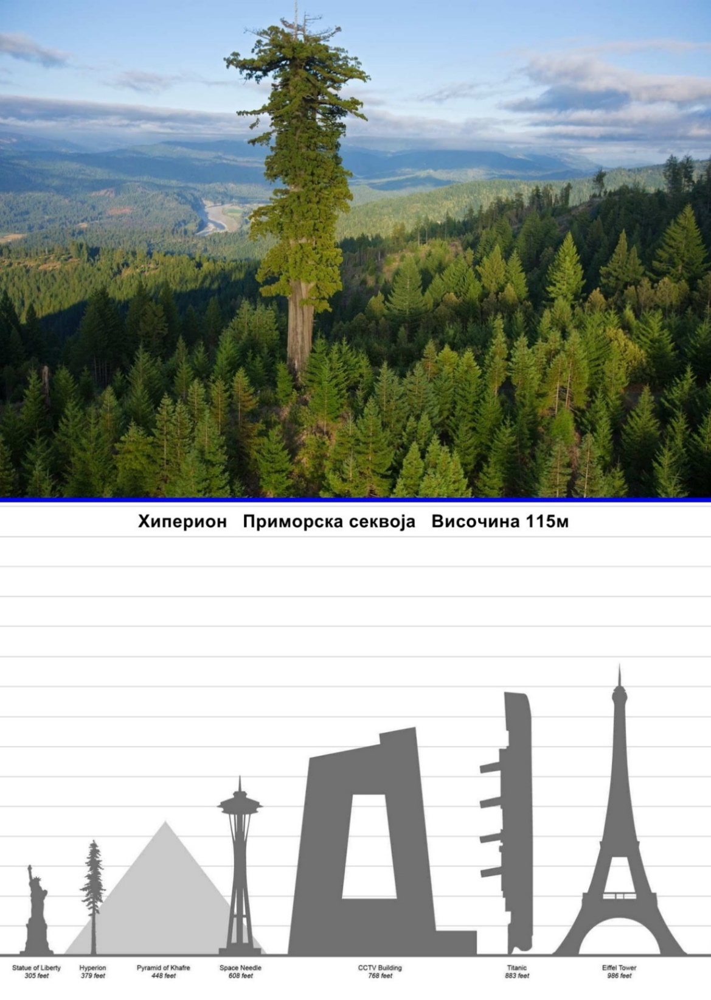 Хиперион Приморска секвоја Височина 115м
Statue of Liberty
305 feet
Hyperion
379 feet
Pyramid of Khafre
448 feet
Space Needle
608 feet
CCTV Building
768 feet
Titanic
883 feet
Eiffel Tower
986 feet